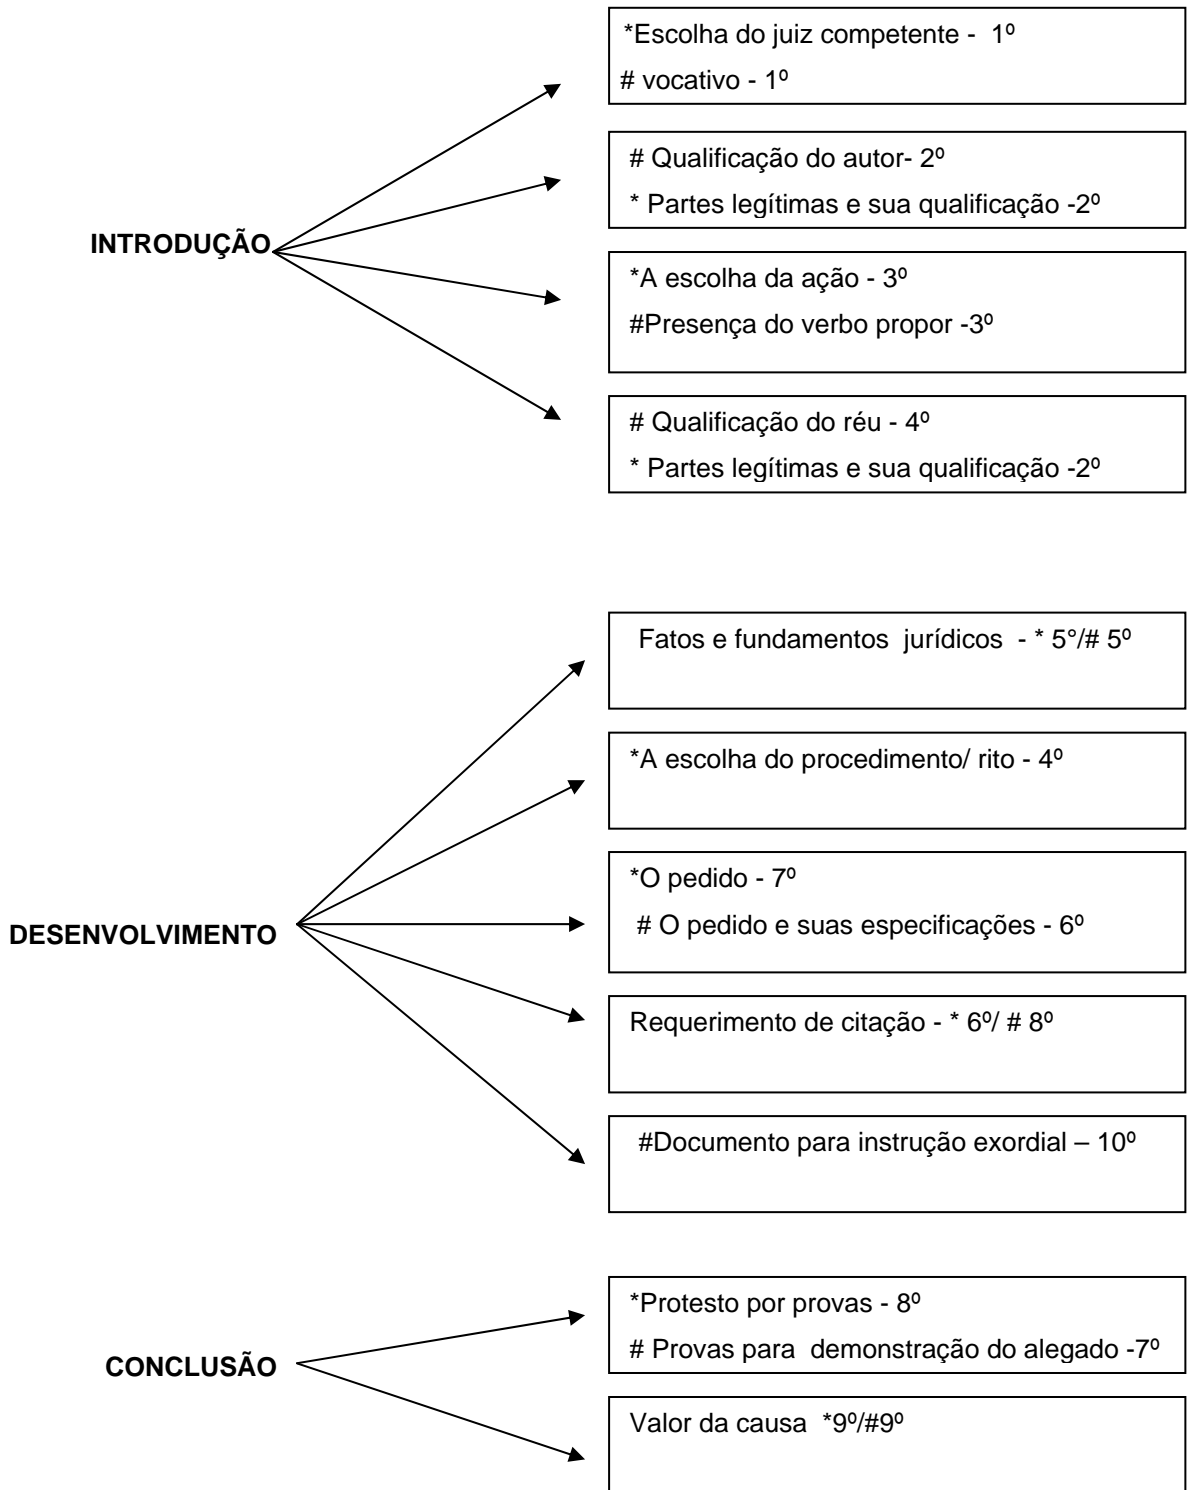 INTRODUÇÃO
*Escolha do juiz competente - 1º
# vocativo - 1º
# Qualificação do autor- 2º
* Partes legítimas e sua qualificação -2º
*A escolha da ação - 3º
#Presença do verbo propor -3º
# Qualificação do réu - 4º
* Partes legítimas e sua qualificação -2º
DESENVOLVIMENTO
Fatos e fundamentos jurídicos - * 5°/# 5º
*A escolha do procedimento/ rito - 4º
*O pedido - 7º
# O pedido e suas especificações - 6º
Requerimento de citação - * 6º/ # 8º
#Documento para instrução exordial – 10º
CONCLUSÃO
*Protesto por provas - 8º
# Provas para demonstração do alegado -7º
Valor da causa *9º/#9º